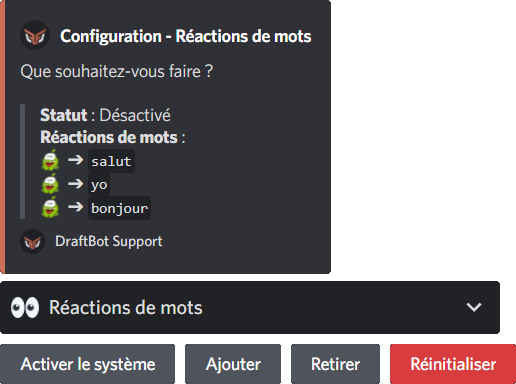 Configuration - Réactions de mots
Que souhaitez-vous faire ?
Statut : Désactivé
Réactions de mots :
➔ salut
➔ yo
➔ bonjour
DraftBot Support
Réactions de mots
Activer le système
Ajouter
Retirer
Réinitialiser